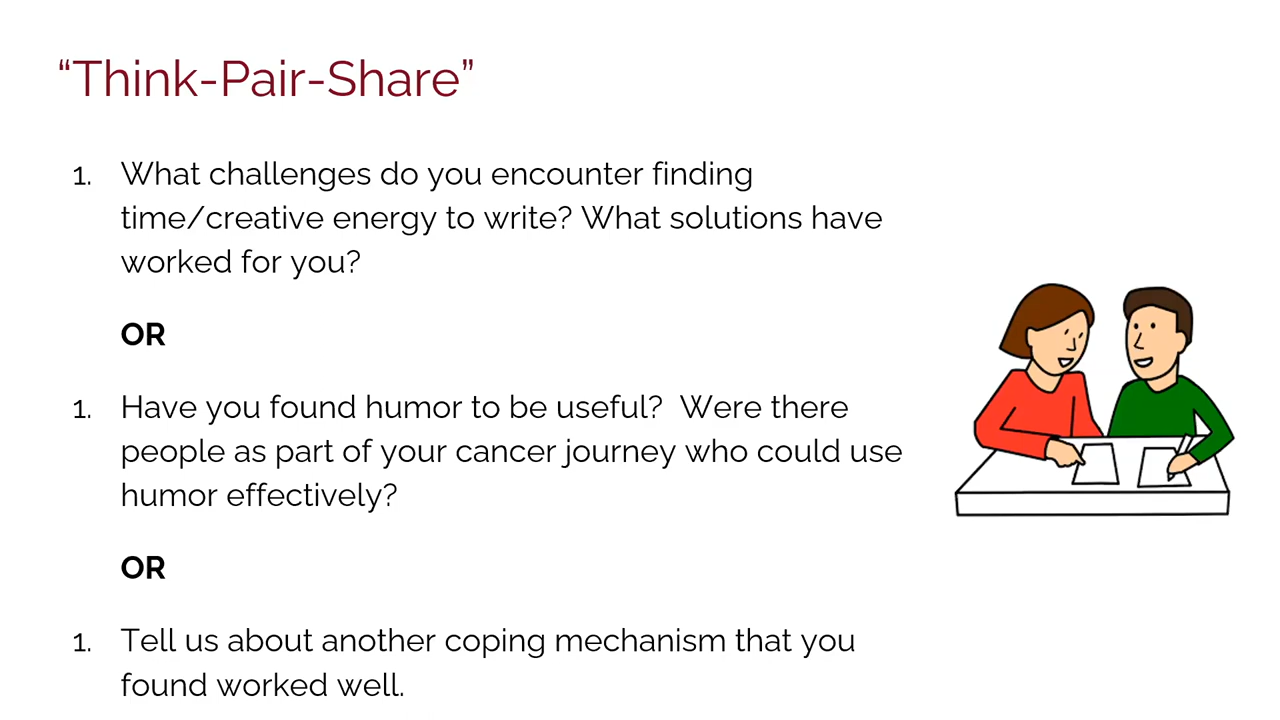 “Think-Pair-Share”
1. What challenges do you encounter finding
time/creative energy to write? What solutions have
worked for you?
OR
1. Have you found humor to be useful?  Were there
people as part of your cancer journey who could use
humor effectively?
OR
1. Tell us about another coping mechanism that you
found worked well.